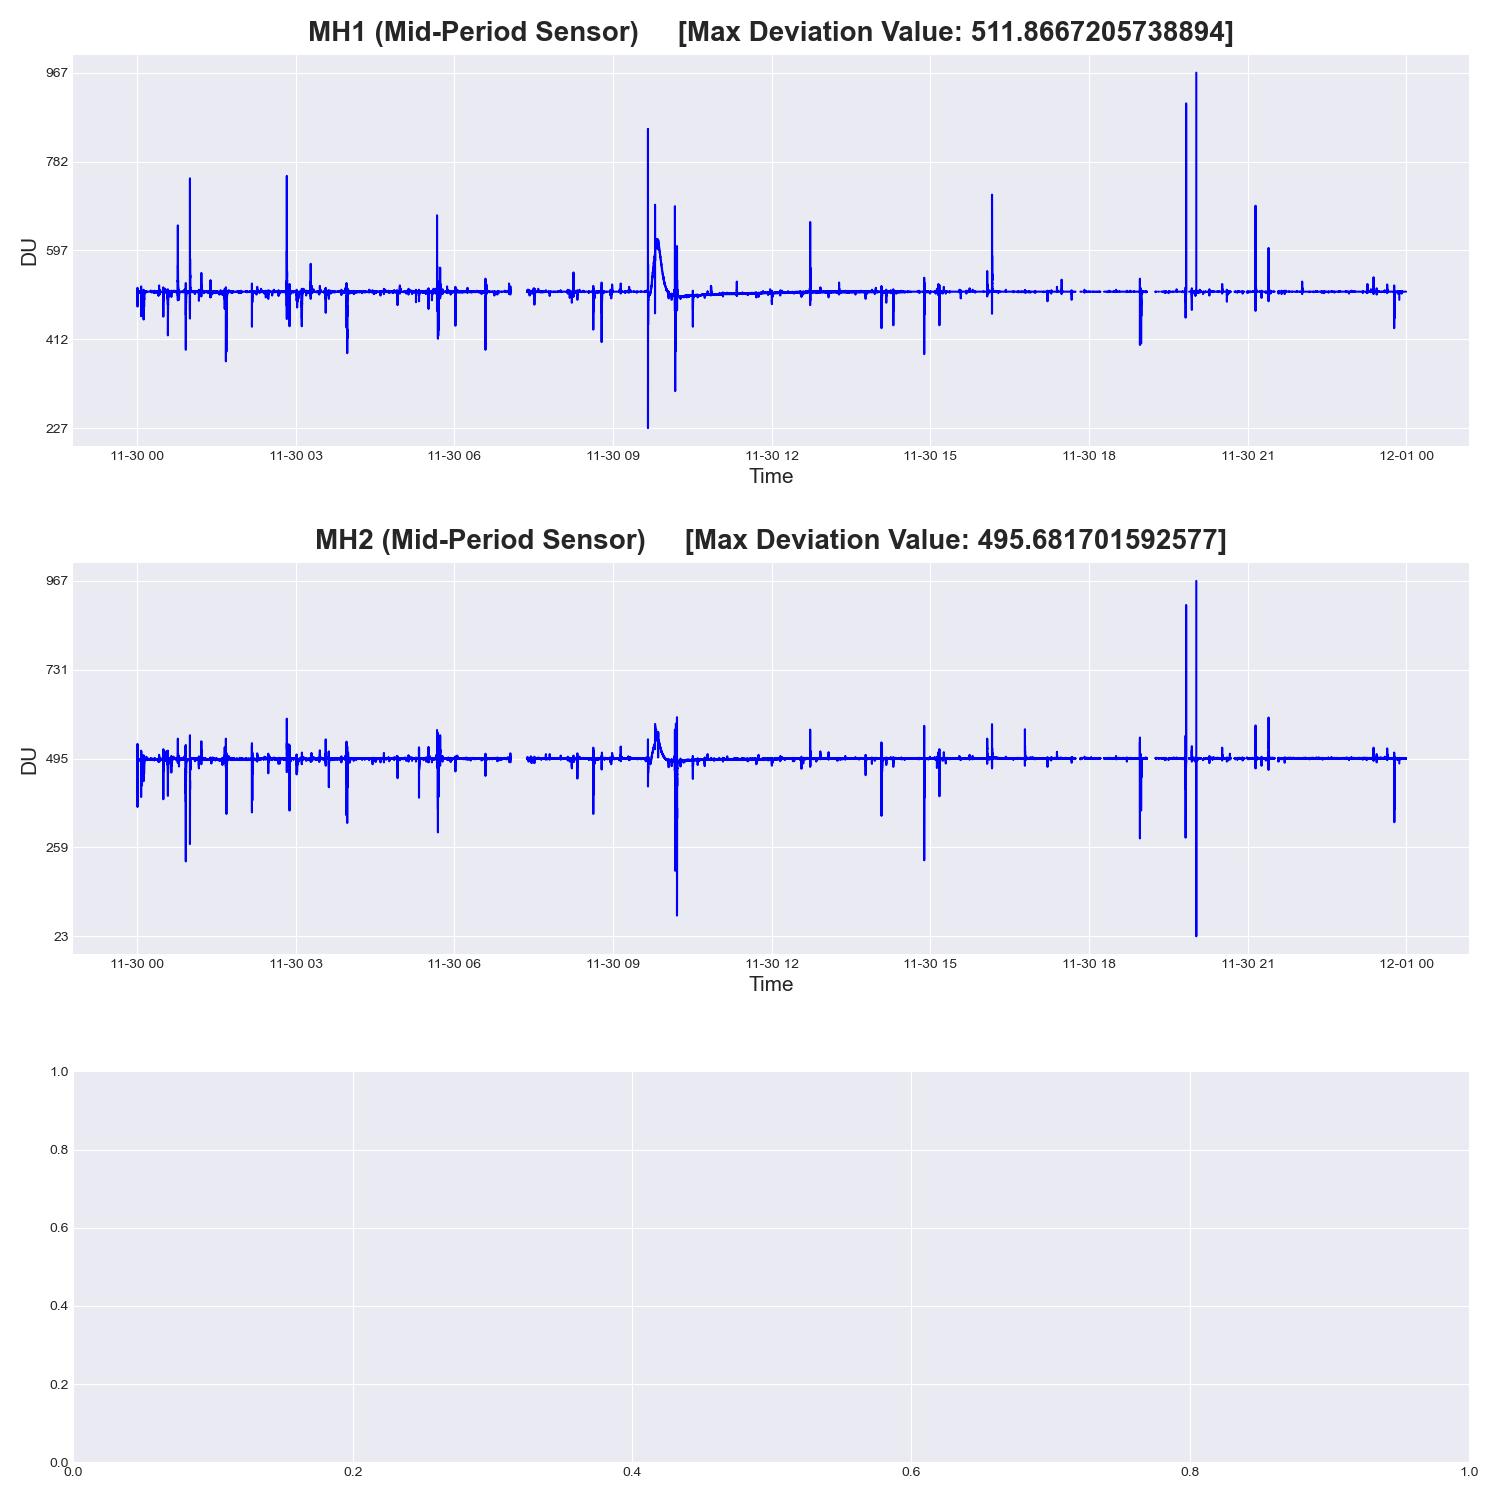 MH1 (Mid-Period Sensor) [Max Deviation Value: 511.8667205738894]
967
782
597
412
227
DU
11-30 00 11-30 03 11-30 06 11-30 09 11-30 12 11-30 15 11-30 18 11-30 21 12-01 00
Time
MH2 (Mid-Period Sensor) [Max Deviation Value: 495.681701592577]
967
731
495
259
23
DU
11-30 00 11-30 03 11-30 06 11-30 09 11-30 12 11-30 15 11-30 18 11-30 21 12-01 00
Time
1.0
0.8
0.6
0.4
0.2
0.0
0.0 0.2 0.4 0.6 0.8 1.0